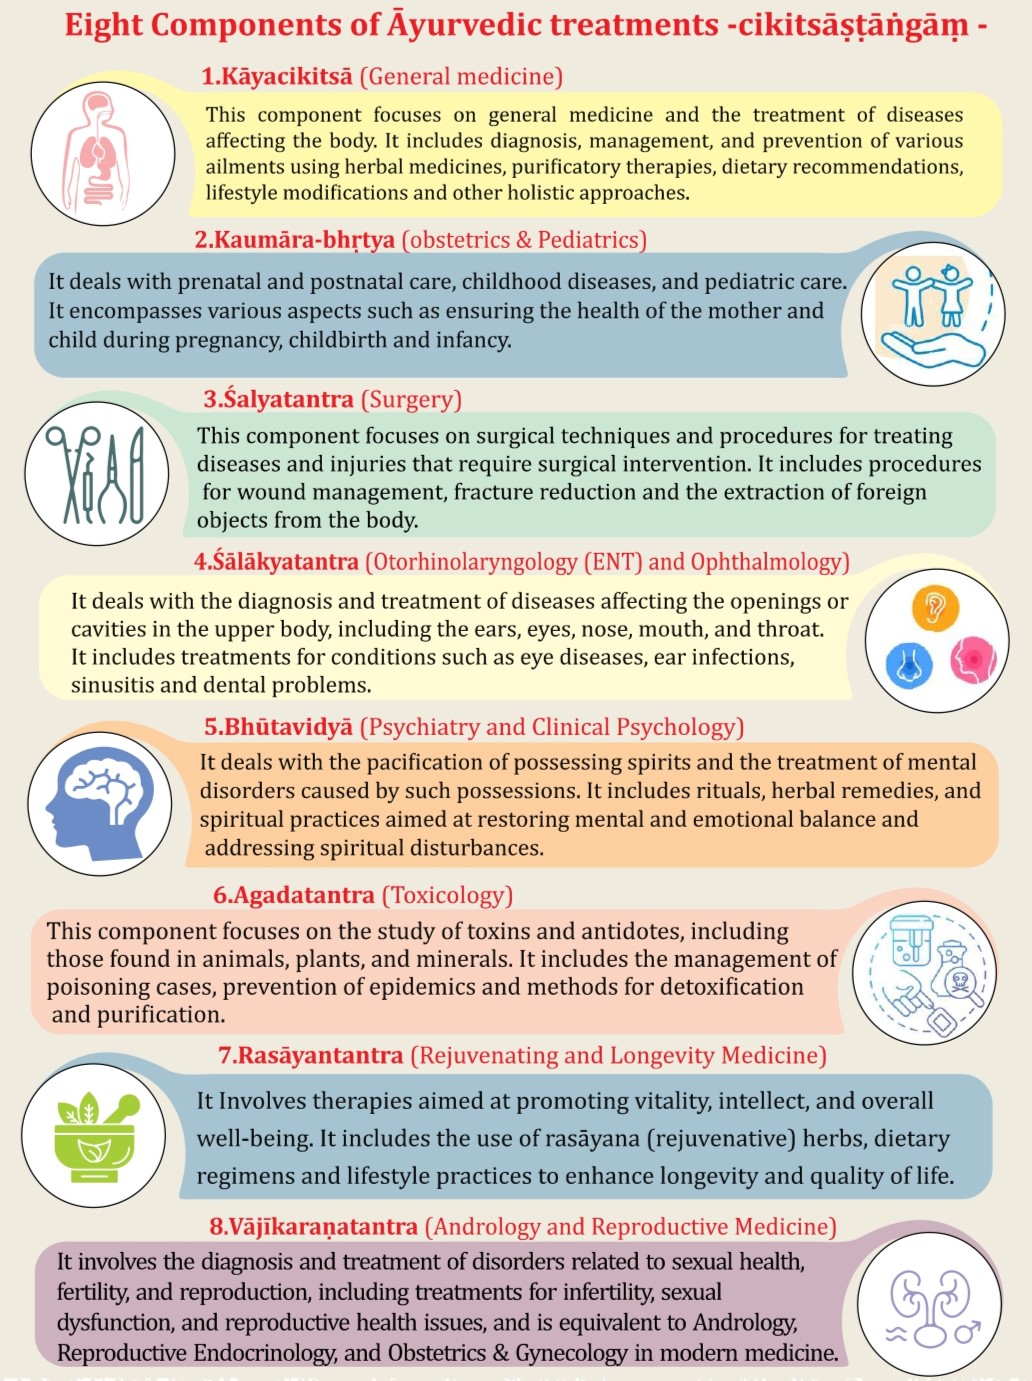 Eight Components of Āyurvedic treatments -cikitsāṣṭāṅgāṃ -
1.Kāyacikitsā (General medicine)
This component focuses on general medicine and the treatment of diseases
affecting the body. It includes diagnosis, management, and prevention of various
ailments using herbal medicines, purificatory therapies, dietary recommendations,
lifestyle modifications and other holistic approaches.
2.Kaumāra-bhṛtya (obstetrics & Pediatrics)
It deals with prenatal and postnatal care, childhood diseases, and pediatric care.
It encompasses various aspects such as ensuring the health of the mother and
child during pregnancy, childbirth and infancy.
3.Śalyatantra (Surgery)
This component focuses on surgical techniques and procedures for treating
diseases and injuries that require surgical intervention. It includes procedures
for wound management, fracture reduction and the extraction of foreign
objects from the body.
4.Śālākyatantra (Otorhinolaryngology (ENT) and Ophthalmology)
It deals with the diagnosis and treatment of diseases affecting the openings or
cavities in the upper body, including the ears, eyes, nose, mouth, and throat.
It includes treatments for conditions such as eye diseases, ear infections,
sinusitis and dental problems.
5.Bhūtavidyā (Psychiatry and Clinical Psychology)
It deals with the pacification of possessing spirits and the treatment of mental
disorders caused by such possessions. It includes rituals, herbal remedies, and
spiritual practices aimed at restoring mental and emotional balance and
addressing spiritual disturbances.
6.Agadatantra (Toxicology)
This component focuses on the study of toxins and antidotes, including
those found in animals, plants, and minerals. It includes the management of
poisoning cases, prevention of epidemics and methods for detoxification
and purification.
7.Rasāyantantra (Rejuvenating and Longevity Medicine)
It Involves therapies aimed at promoting vitality, intellect, and overall
well-being. It includes the use of rasāyana (rejuvenative) herbs, dietary
regimens and lifestyle practices to enhance longevity and quality of life.
8.Vājīkaraṇatantra (Andrology and Reproductive Medicine)
It involves the diagnosis and treatment of disorders related to sexual health,
fertility, and reproduction, including treatments for infertility, sexual
dysfunction, and reproductive health issues, and is equivalent to Andrology,
Reproductive Endocrinology, and Obstetrics & Gynecology in modern medicine.